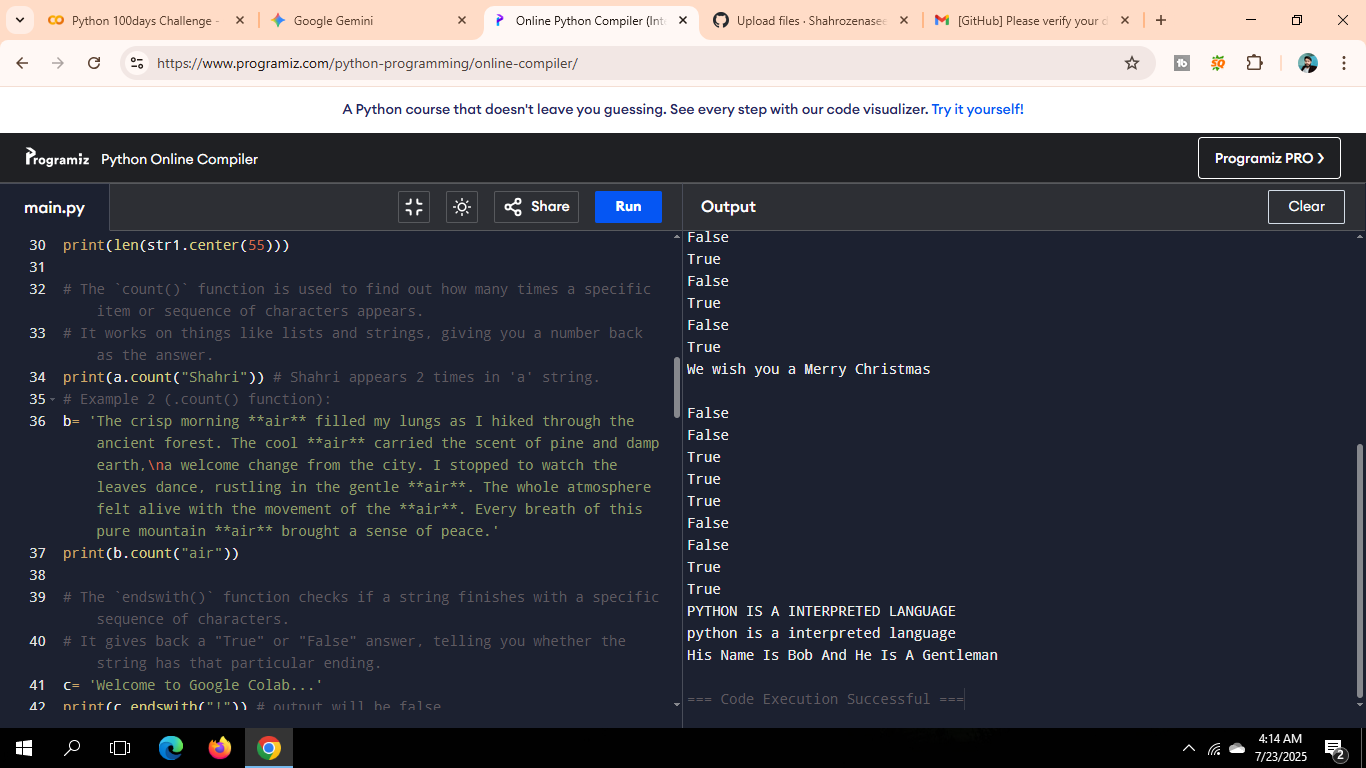 Python 100days Challenge -
Google Gemini
Online Python Compiler (Int
Upload files · Shahrozenasee
[GitHub] Please verify your d
https://www.programiz.com/python-programming/online-compiler/
A Python course that doesn't leave you guessing. See every step with our code visualizer. Try it yourself!
Programiz Python Online Compiler
Programiz PRO ❯
main.py
Share
Run
Output
Clear
30 print(len(str1.center(55)))
31
32 # The `count()` function is used to find out how many times a specific
item or sequence of characters appears.
33 # It works on things like lists and strings, giving you a number back
as the answer.
34 print(a.count("Shahri")) # Shahri appears 2 times in 'a' string.
35 # Example 2 (.count() function):
36 b= 'The crisp morning **air** filled my lungs as I hiked through the
ancient forest. The cool **air** carried the scent of pine and damp
earth,\na welcome change from the city. I stopped to watch the
leaves dance, rustling in the gentle **air**. The whole atmosphere
felt alive with the movement of the **air**. Every breath of this
pure mountain **air** brought a sense of peace.'
37 print(b.count("air"))
38
39 # The `endswith()` function checks if a string finishes with a specific
sequence of characters.
40 # It gives back a "True" or "False" answer, telling you whether the
string has that particular ending.
41 c= 'Welcome to Google Colab...'
42 print(c.endswith("!")) # output will be false
False
True
False
True
False
True
We wish you a Merry Christmas
False
False
True
True
True
False
False
True
True
PYTHON IS A INTERPRETED LANGUAGE
python is a interpreted language
His Name Is Bob And He Is A Gentleman
=== Code Execution Successful ===
4:14 AM
7/23/2025
2